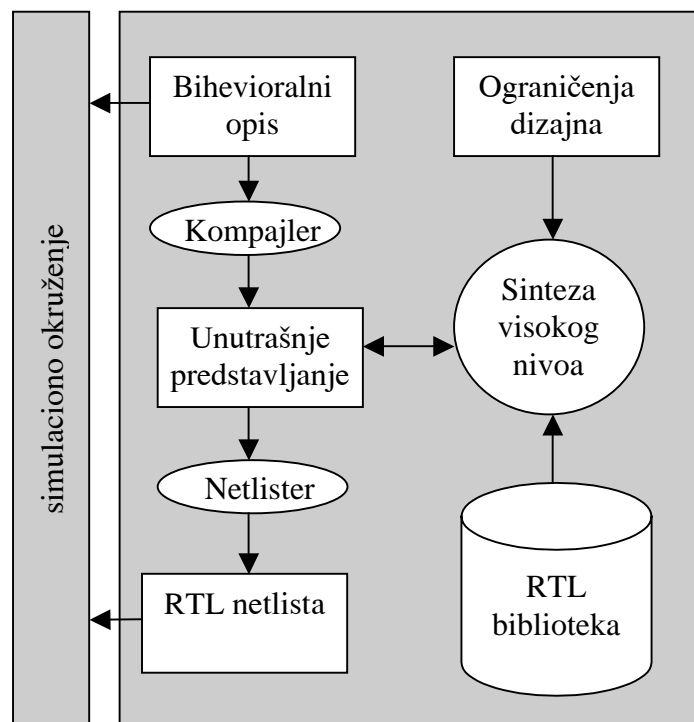 simulaciono okruženje
Bihevioralni
opis
Ograničenja
dizajna
Kompajler
Sinteza
visokog
nivoa
Unutrašnje
predstavljanje
Netlister
RTL netlista
RTL
biblioteka